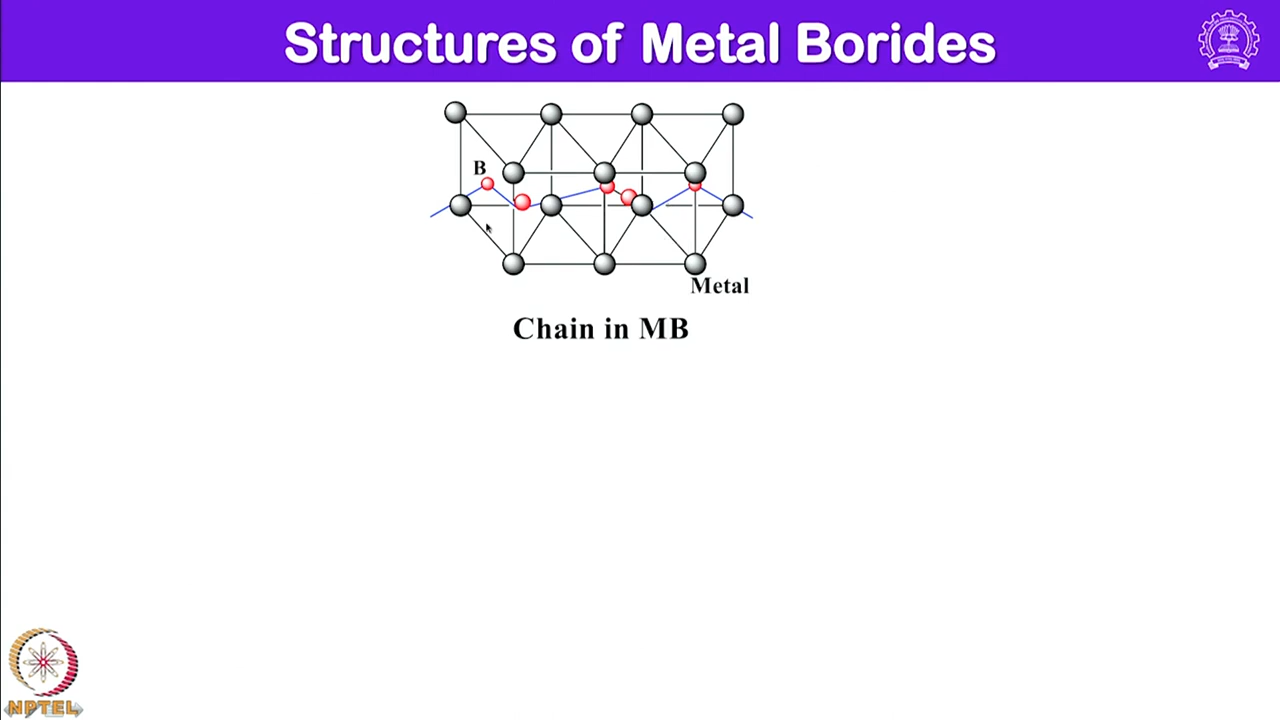 Structures of Metal Borides
B
Metal
Chain in MB
NPTEL